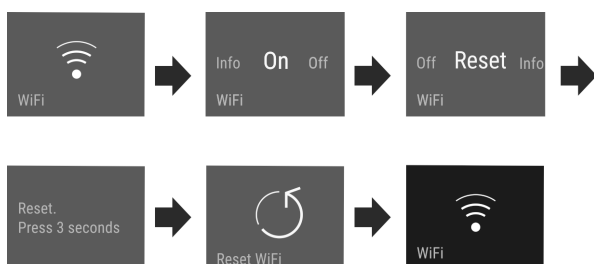 WiFi
Info On Off
WiFi
Off Reset Info
WiFi
Reset.
Press 3 seconds
Reset WiFi
WiFi